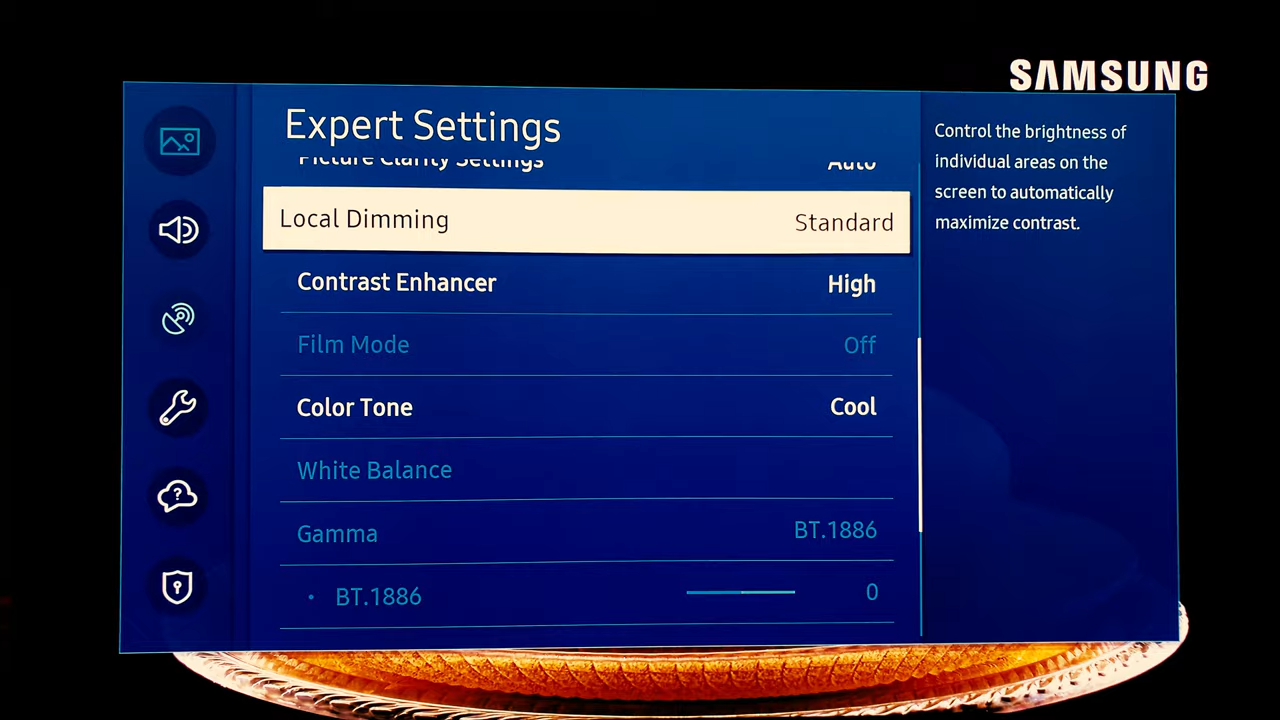 SAMSUNG
Expert Settings
Picture Clarity Settings Auto
Local Dimming Standard
Contrast Enhancer High
Film Mode Off
Color Tone Cool
White Balance
Gamma BT.1886
• BT.1886 0
Control the brightness of
individual areas on the
screen to automatically
maximize contrast.
?